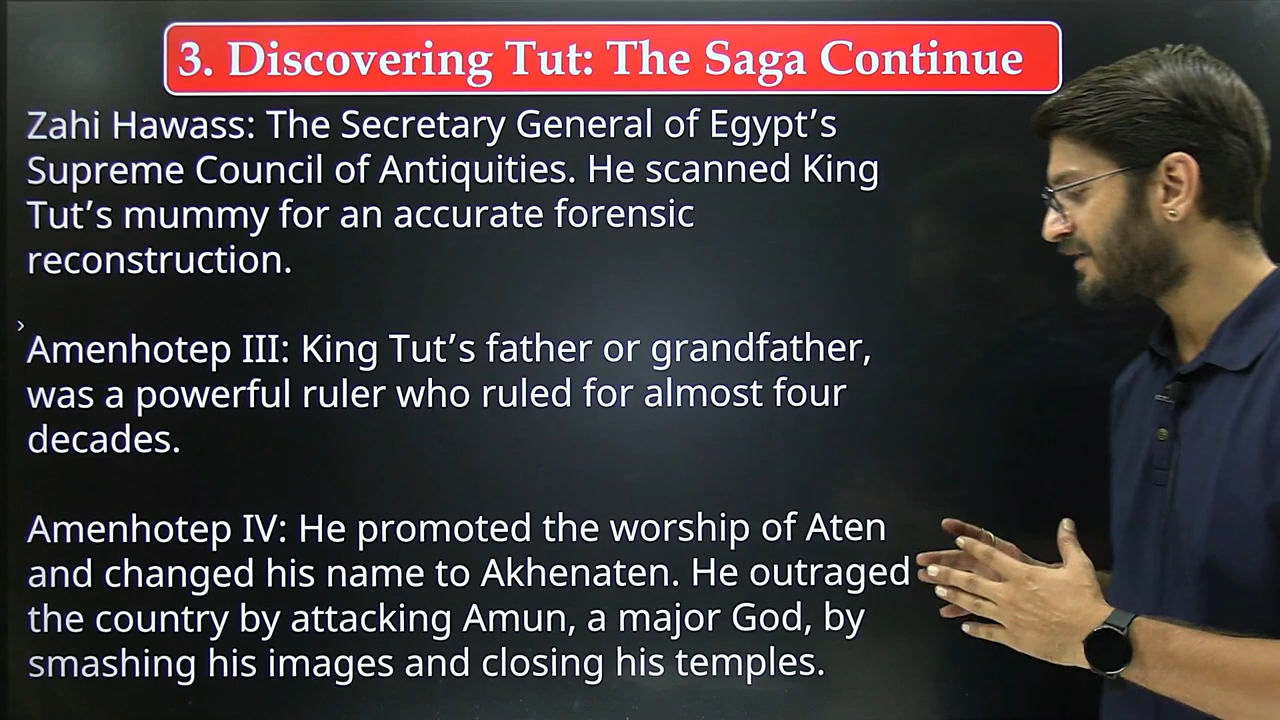 3. Discovering Tut: The Saga Continue
Zahi Hawass: The Secretary General of Egypt’s
Supreme Council of Antiquities. He scanned King
Tut’s mummy for an accurate forensic
reconstruction.
Amenhotep III: King Tut’s father or grandfather,
was a powerful ruler who ruled for almost four
decades.
Amenhotep IV: He promoted the worship of Aten
and changed his name to Akhenaten. He outraged
the country by attacking Amun, a major God, by
smashing his images and closing his temples.